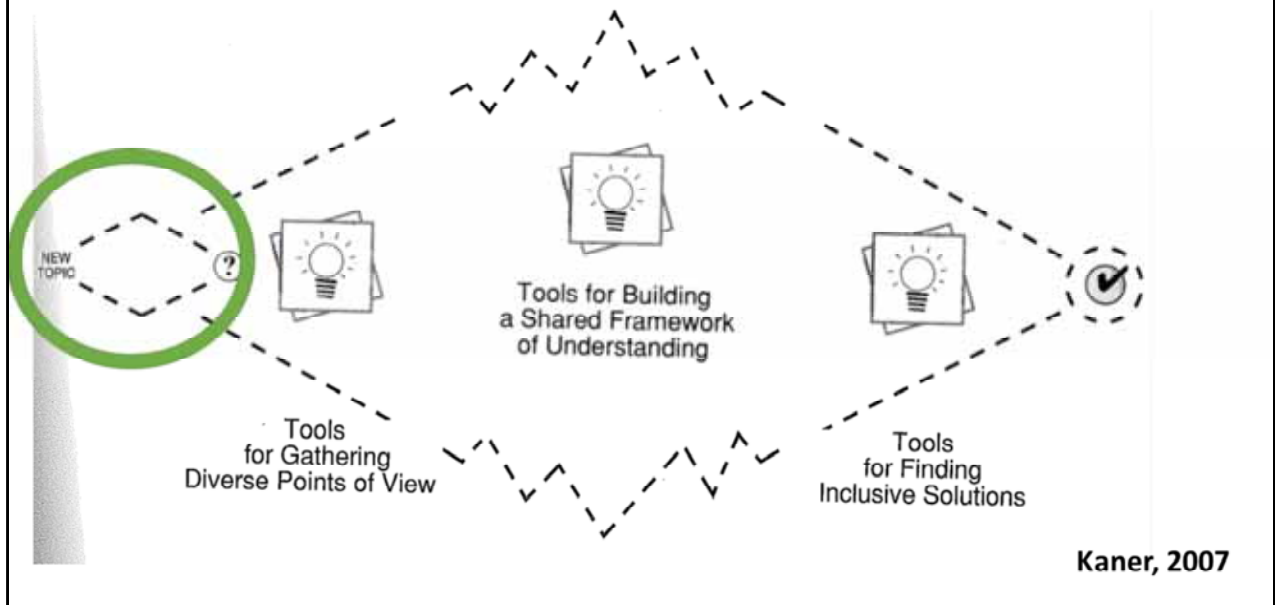 NEW
TOPIC
?
Tools for Building
a Shared Framework
of Understanding
Tools
for Gathering
Diverse Points of View
Tools
for Finding
Inclusive Solutions
Kaner, 2007